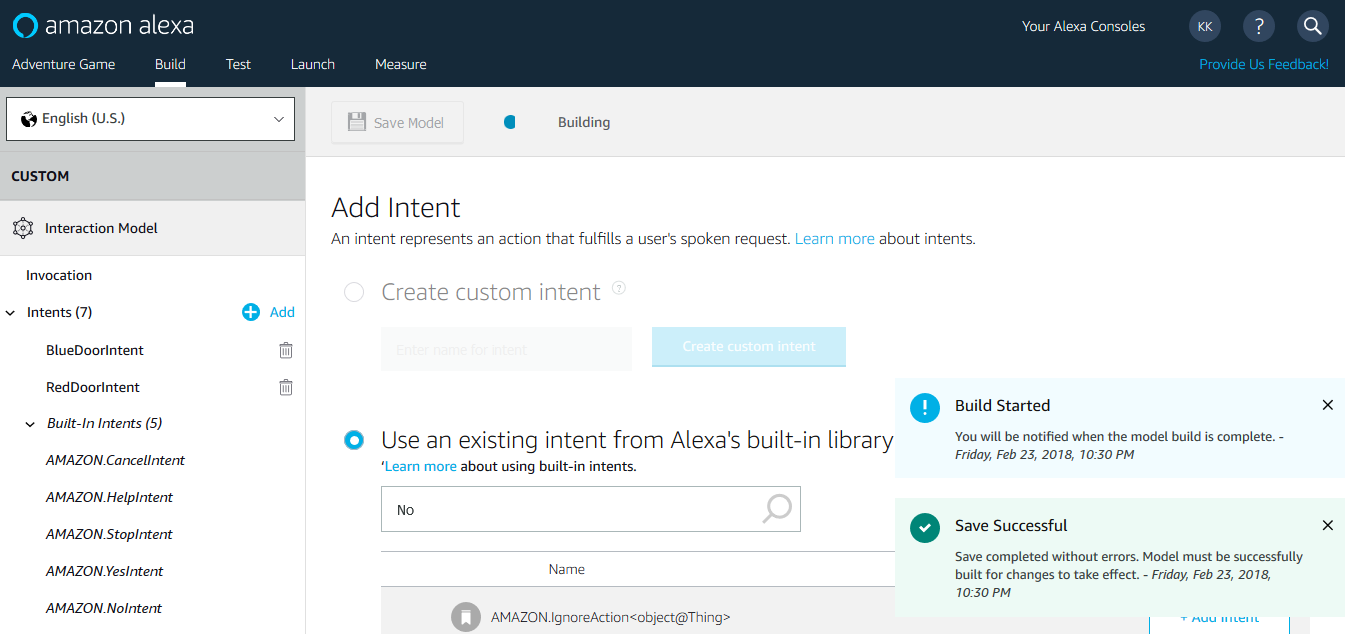 amazon alexa
Your Alexa Consoles
KK
?
Adventure Game
Build
Test
Launch
Measure
Provide Us Feedback!
English (U.S.)
Save Model
Building
CUSTOM
Interaction Model
Add Intent
An intent represents an action that fulfills a user's spoken request. Learn more about intents.
Invocation
Intents (7)
Add
Create custom intent ?
BlueDoorIntent
Enter name for intent
Create custom intent
RedDoorIntent
Built-In Intents (5)
AMAZON.CancelIntent
AMAZON.HelpIntent
AMAZON.StopIntent
AMAZON.YesIntent
AMAZON.NoIntent
Use an existing intent from Alexa's built-in library
‘Learn more about using built-in intents.
No
Name
AMAZON.IgnoreAction<object@Thing>
+ Add Intent
Build Started
You will be notified when the model build is complete. -
Friday, Feb 23, 2018, 10:30 PM
Save Successful
Save completed without errors. Model must be successfully
built for changes to take effect. - Friday, Feb 23, 2018,
10:30 PM